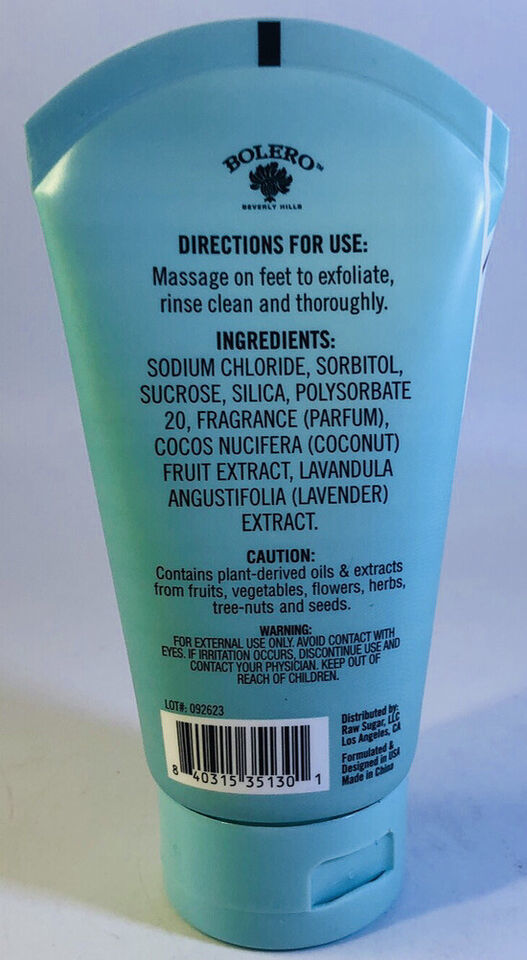 BOLERO™
BEVERLY HILLS
DIRECTIONS FOR USE:
Massage on feet to exfoliate,
rinse clean and thoroughly.
INGREDIENTS:
SODIUM CHLORIDE, SORBITOL,
SUCROSE, SILICA, POLYSORBATE
20, FRAGRANCE (PARFUM),
COCOS NUCIFERA (COCONUT)
FRUIT EXTRACT, LAVANDULA
ANGUSTIFOLIA (LAVENDER)
EXTRACT.
CAUTION:
Contains plant-derived oils & extracts
from fruits, vegetables, flowers, herbs,
tree-nuts and seeds.
WARNING:
FOR EXTERNAL USE ONLY. AVOID CONTACT WITH
EYES. IF IRRITATION OCCURS, DISCONTINUE USE AND
CONTACT YOUR PHYSICIAN. KEEP OUT OF
REACH OF CHILDREN.
LOT#: 092623
8 40315 35130 1
Distributed by:
Raw Sugar, LLC
Los Angeles, CA
Formulated &
Designed in USA
Made in China